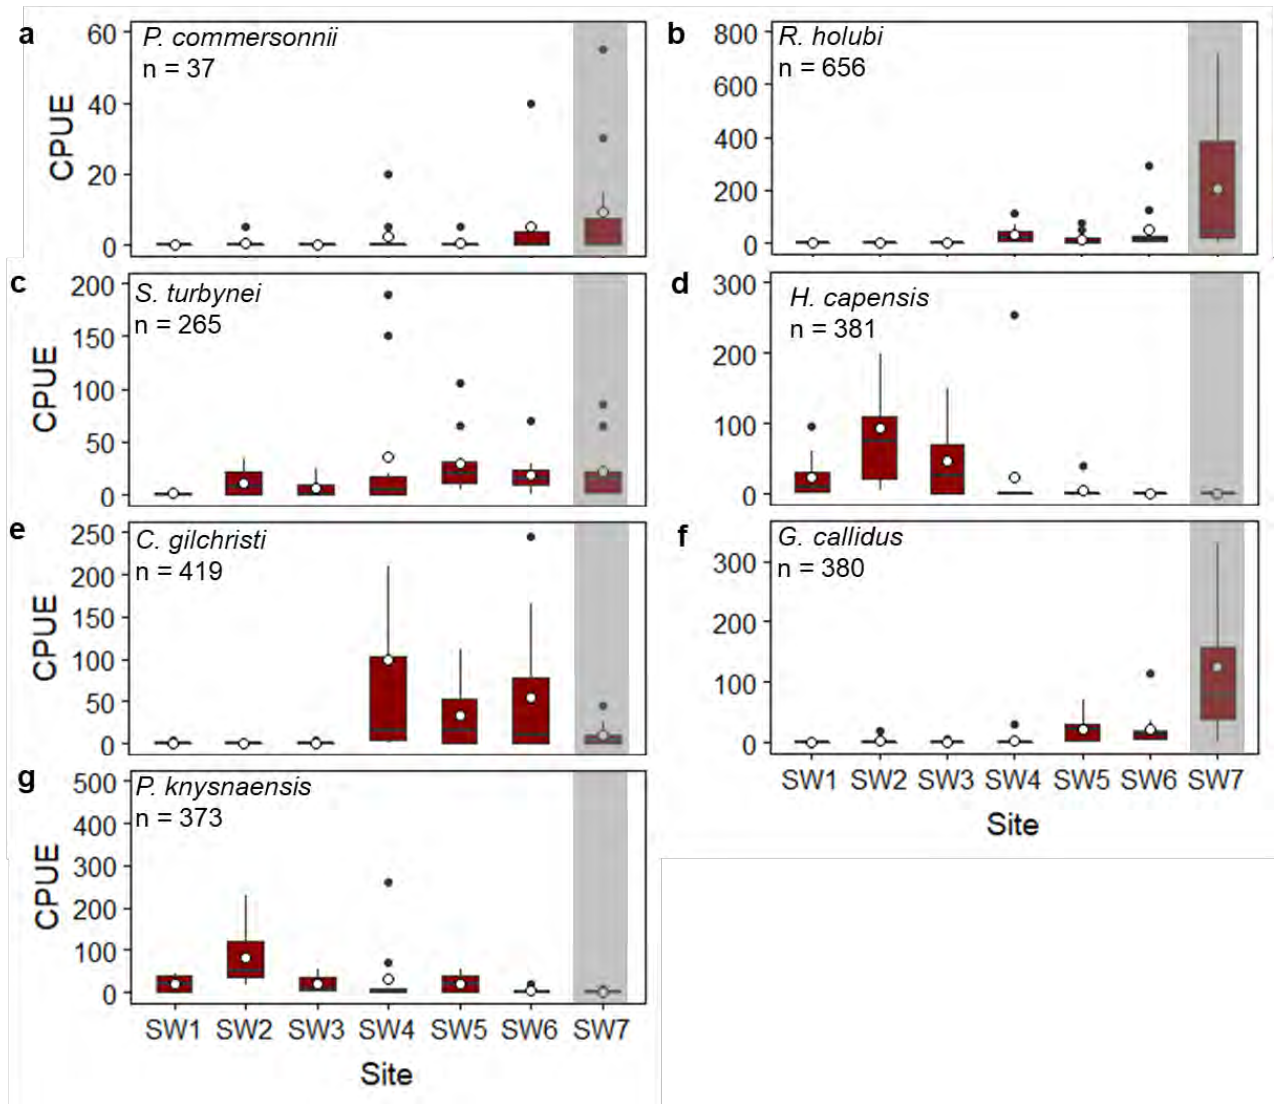 a
P. commersonnii
n = 37
60
40
20
0
CPUE
b
R. holubi
n = 656
800
600
400
200
0
c
S. turbynei
n = 265
200
150
100
50
0
CPUE
d
H. capensis
n = 381
300
200
100
0
e
C. gilchristi
n = 419
250
200
150
100
50
0
CPUE
f
G. callidus
n = 380
300
200
100
0
SW1 SW2 SW3 SW4 SW5 SW6 SW7
Site
g
P. knysnaensis
n = 373
500
400
300
200
100
0
CPUE
SW1 SW2 SW3 SW4 SW5 SW6 SW7
Site